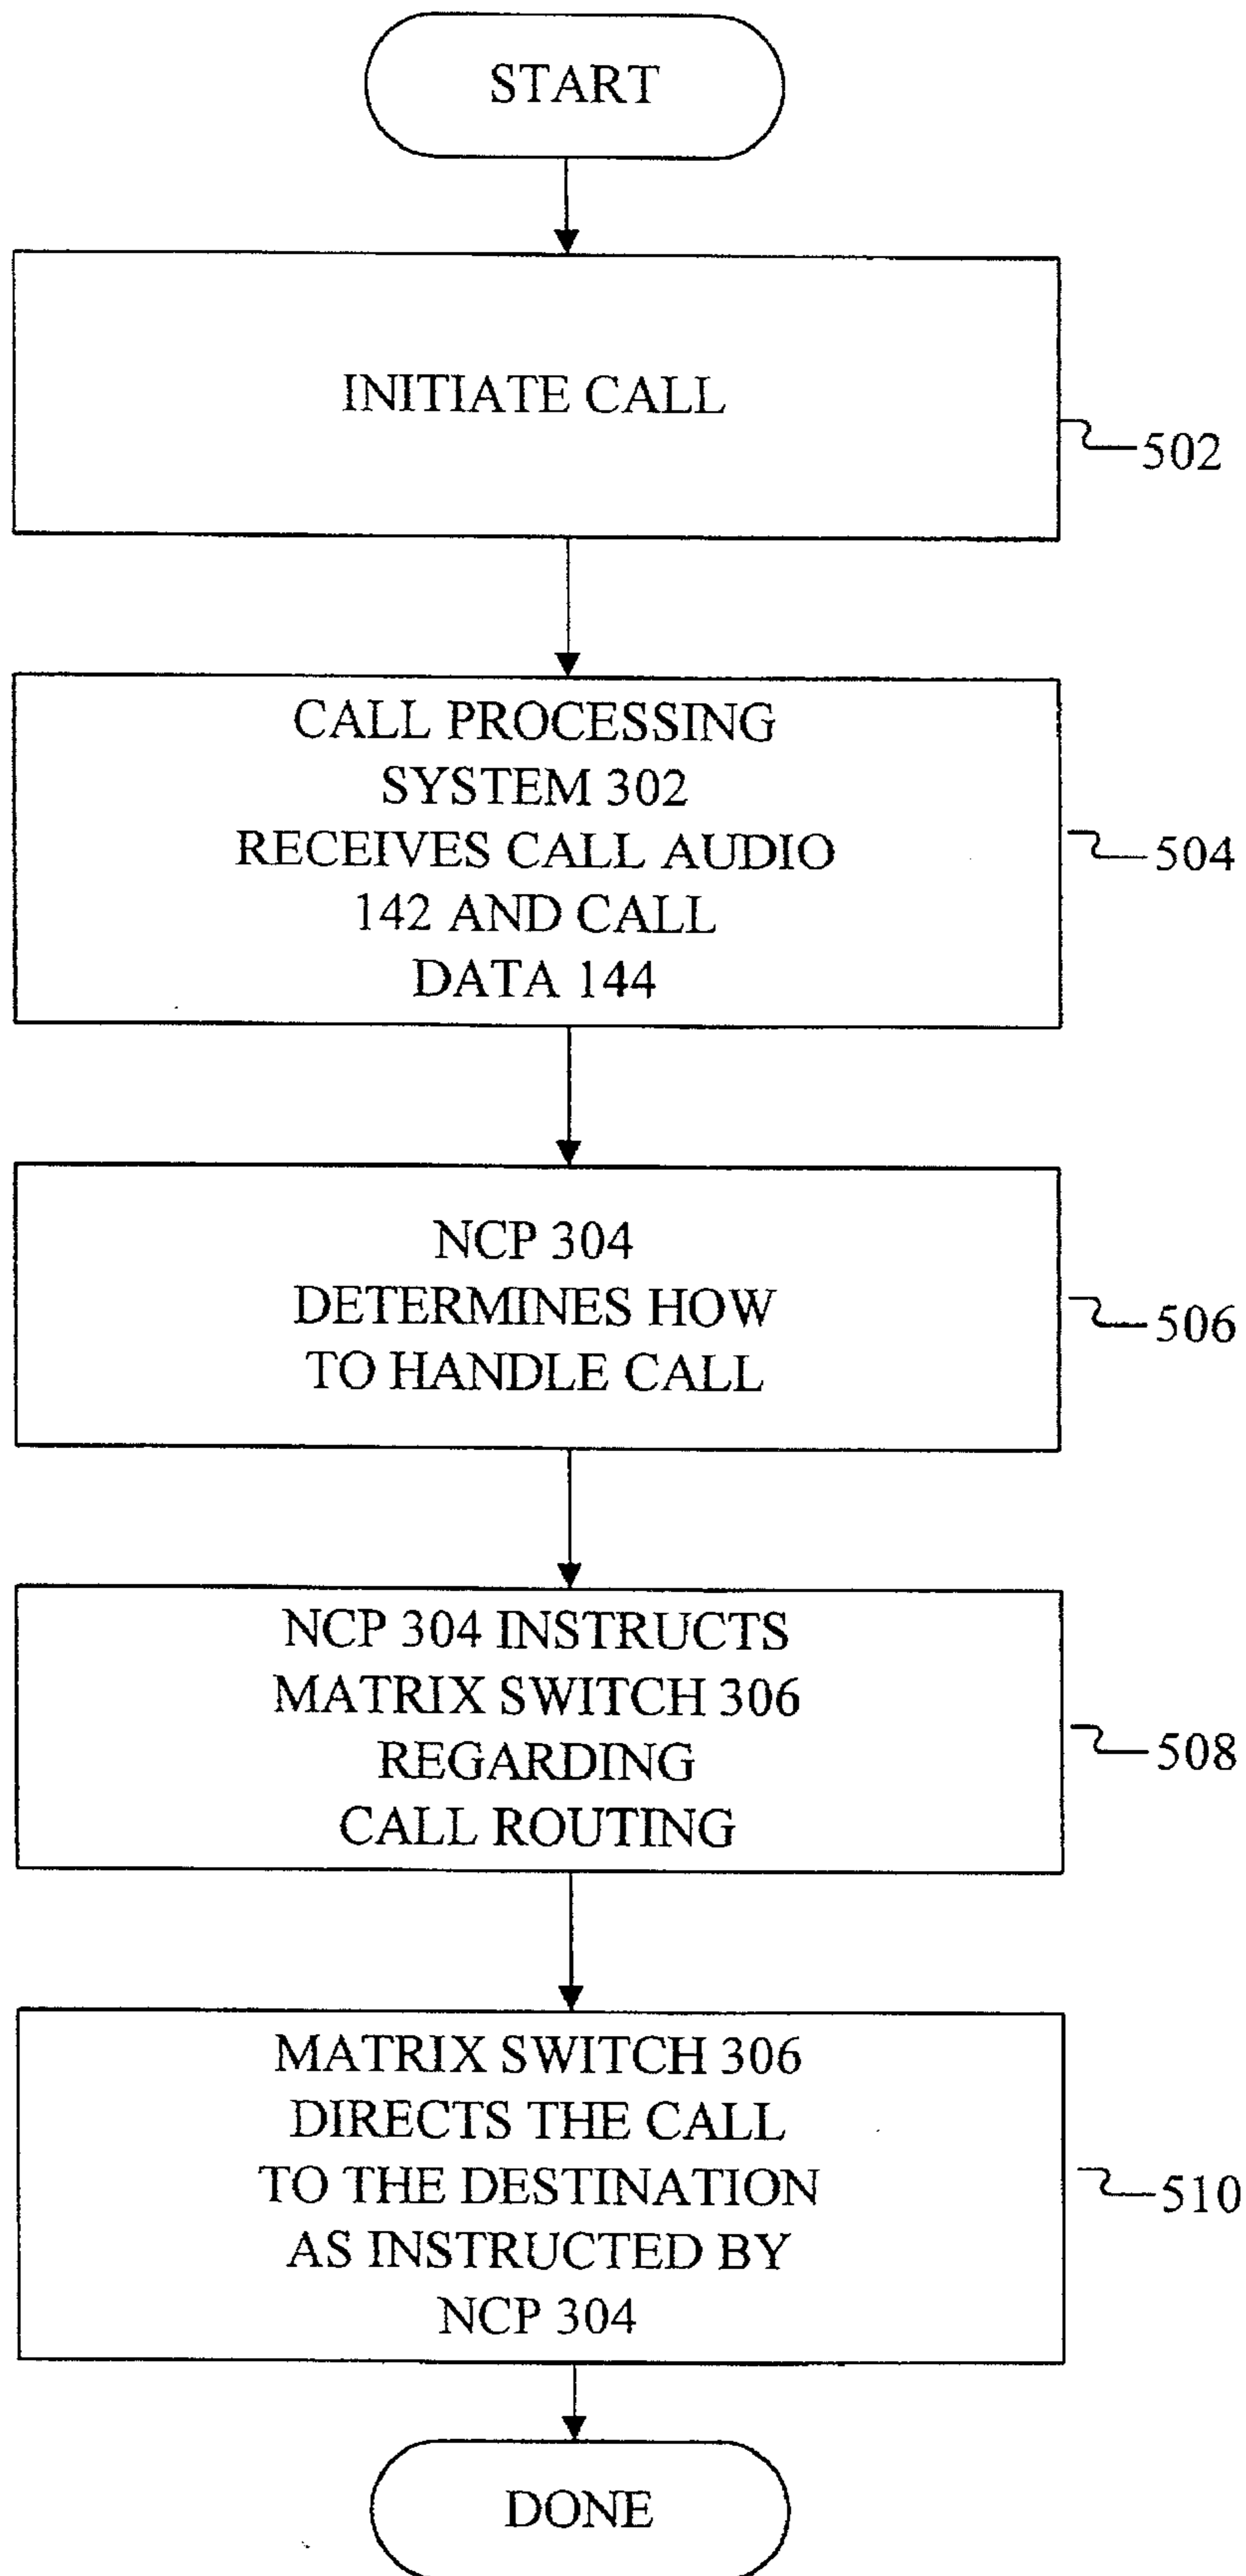 START
INITIATE CALL
502
CALL PROCESSING
SYSTEM 302
RECEIVES CALL AUDIO
142 AND CALL
DATA 144
504
NCP 304
DETERMINES HOW
TO HANDLE CALL
506
NCP 304 INSTRUCTS
MATRIX SWITCH 306
REGARDING
CALL ROUTING
508
MATRIX SWITCH 306
DIRECTS THE CALL
TO THE DESTINATION
AS INSTRUCTED BY
NCP 304
510
DONE